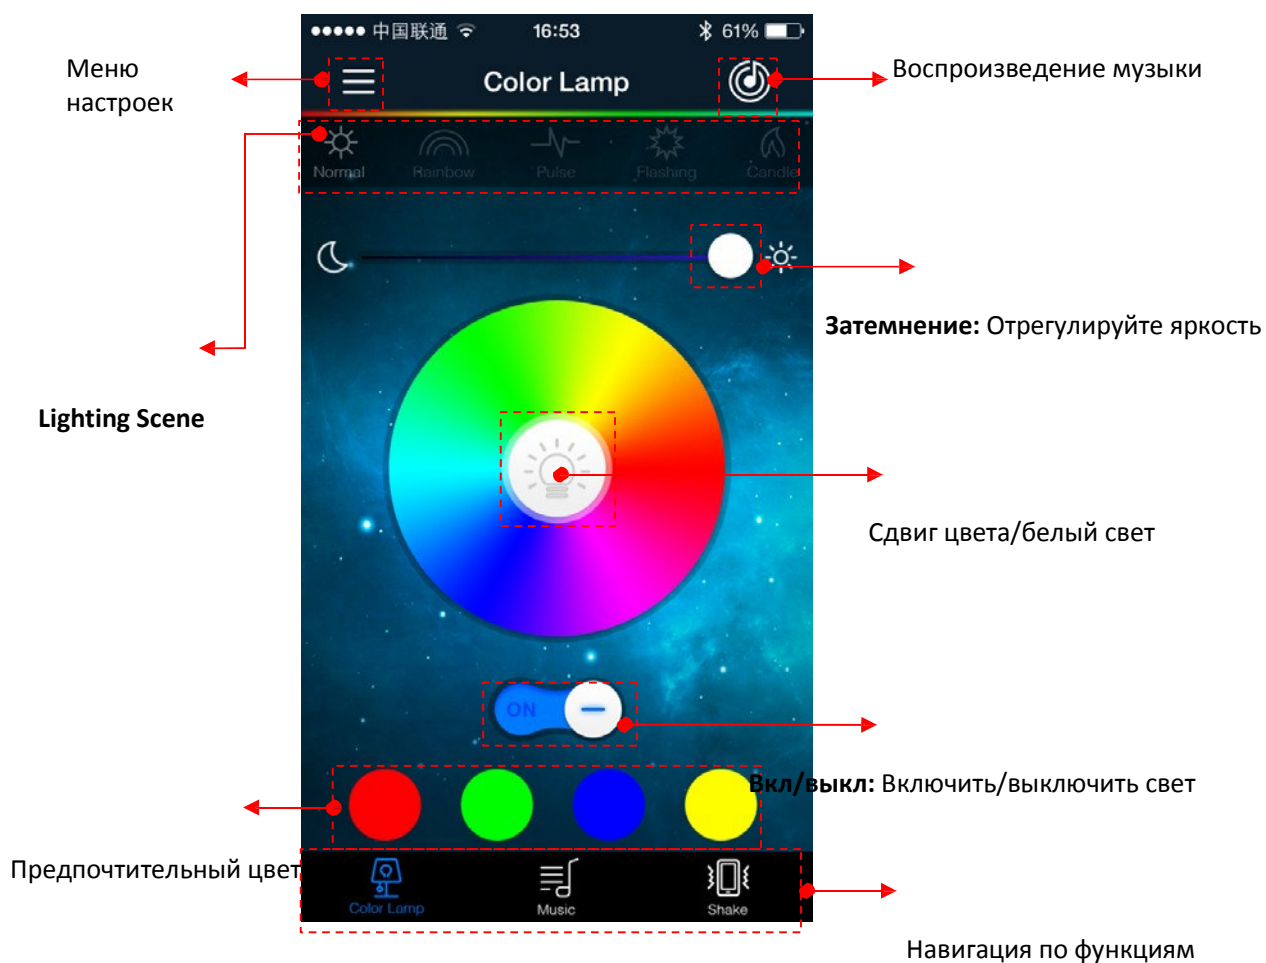 中国联通 16:53 61%
Меню
настроек
Color Lamp
Воспроизведение музыки
Normal Rainbow Pulse Flashing Candle
Затемнение: Отрегулируйте яркость
Lighting Scene
Сдвиг цвета/белый свет
ON
Вкл/выкл: Включить/выключить свет
Предпочтительный цвет
Color Lamp Music Shake
Навигация по функциям